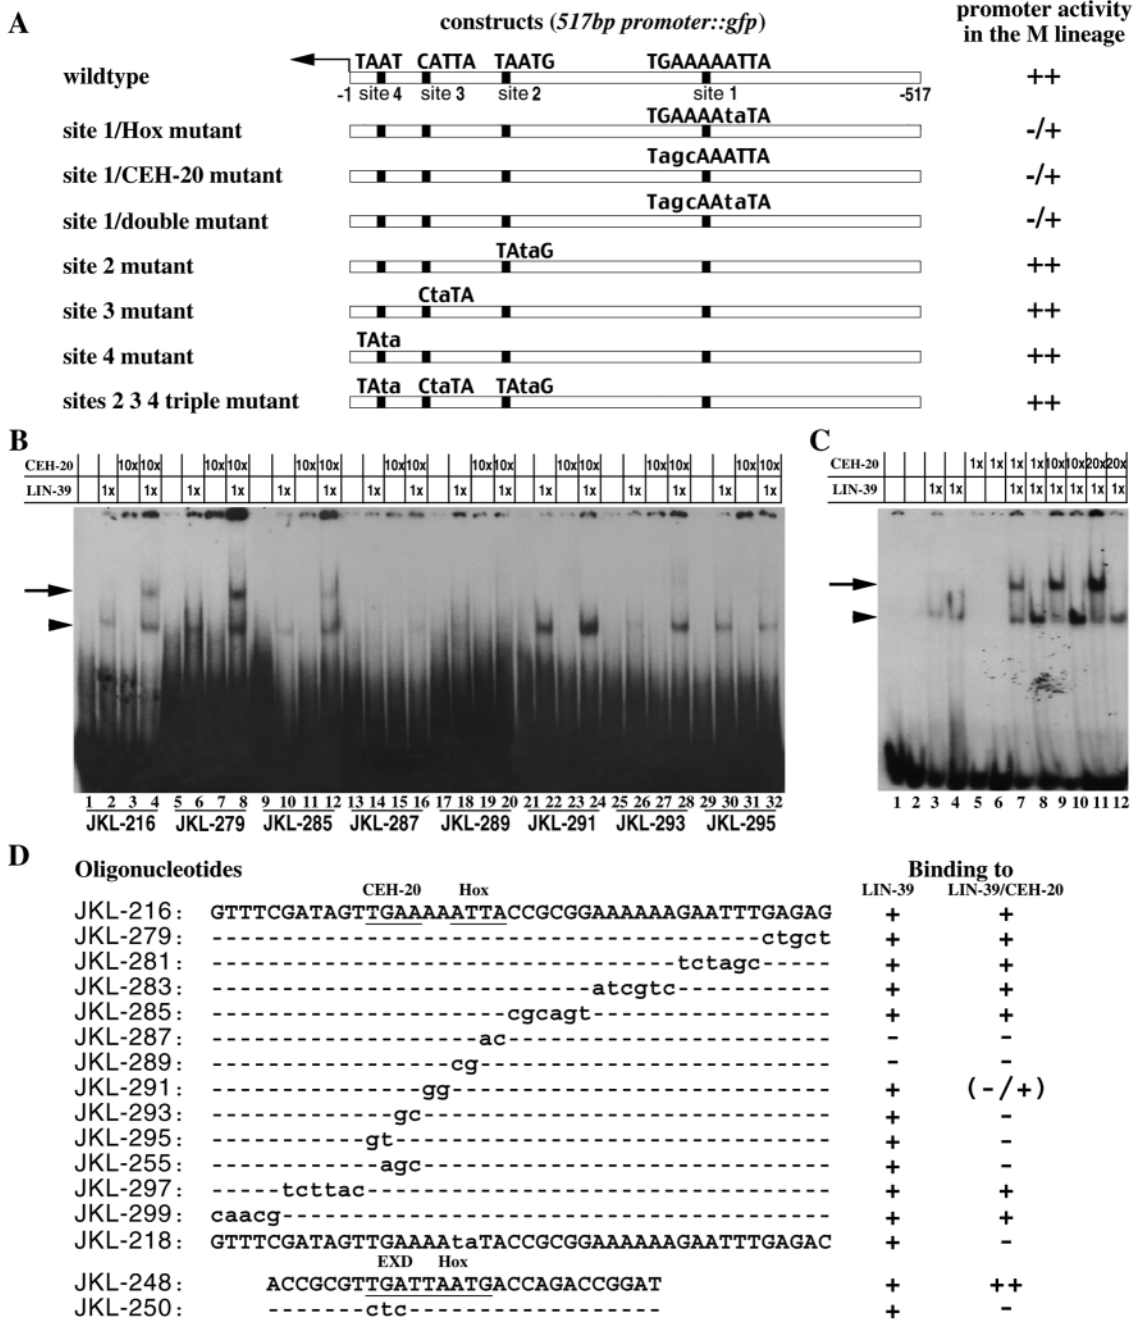 A
constructs (517bp promoter::gfp)
promoter activity
in the M lineage
TAAT CATTA TAATG TGAAAAATTA
wildtype ++
-1 site 4 site 3 site 2 site 1 -517
TGAAAAtaTA
site 1/Hox mutant -/+
TagcAAATTA
site 1/CEH-20 mutant -/+
TagcAAtaTA
site 1/double mutant -/+
TAtaG
site 2 mutant ++
CtaTA
site 3 mutant ++
TAta
site 4 mutant ++
TAta CtaTA TAtaG
sites 2 3 4 triple mutant ++
B
CEH-20 10x 10x 10x 10x 10x 10x 10x 10x 10x 10x 10x 10x 10x 10x 10x 10x
LIN-39 1x 1x 1x 1x 1x 1x 1x 1x 1x 1x 1x 1x 1x 1x 1x 1x
1 2 3 4 5 6 7 8 9 10 11 12 13 14 15 16 17 18 19 20 21 22 23 24 25 26 27 28 29 30 31 32
JKL-216 JKL-279 JKL-285 JKL-287 JKL-289 JKL-291 JKL-293 JKL-295
C
CEH-20 1x 1x 1x 1x 10x 10x 20x 20x
LIN-39 1x 1x 1x 1x 1x 1x 1x 1x
1 2 3 4 5 6 7 8 9 10 11 12
D
Oligonucleotides Binding to
CEH-20 Hox LIN-39 LIN-39/CEH-20
JKL-216: GTTTCGATAGTTGAAAAATTACCGCGGAAAAAAGAATTTGAGAG + +
JKL-279: ---------------------------------------ctgct + +
JKL-281: ---------------------------------tctagc----- + +
JKL-283: ---------------------------atcgtc----------- + +
JKL-285: ---------------------cgcagt----------------- + +
JKL-287: -------------------ac----------------------- - -
JKL-289: -----------------cg------------------------- - -
JKL-291: ---------------gg--------------------------- + (-/+)
JKL-293: -------------gc----------------------------- + -
JKL-295: -----------gt------------------------------- + -
JKL-255: ------------agc----------------------------- + -
JKL-297: -----tcttac--------------------------------- + +
JKL-299: caacg--------------------------------------- + +
JKL-218: GTTTCGATAGTTGAAAAtaTACCGCGGAAAAAAGAATTTGAGAC + -
EXD Hox
JKL-248: ACCGCGTTGATTAATGACCAGACCGGAT + ++
JKL-250: -------ctc------------------ + -